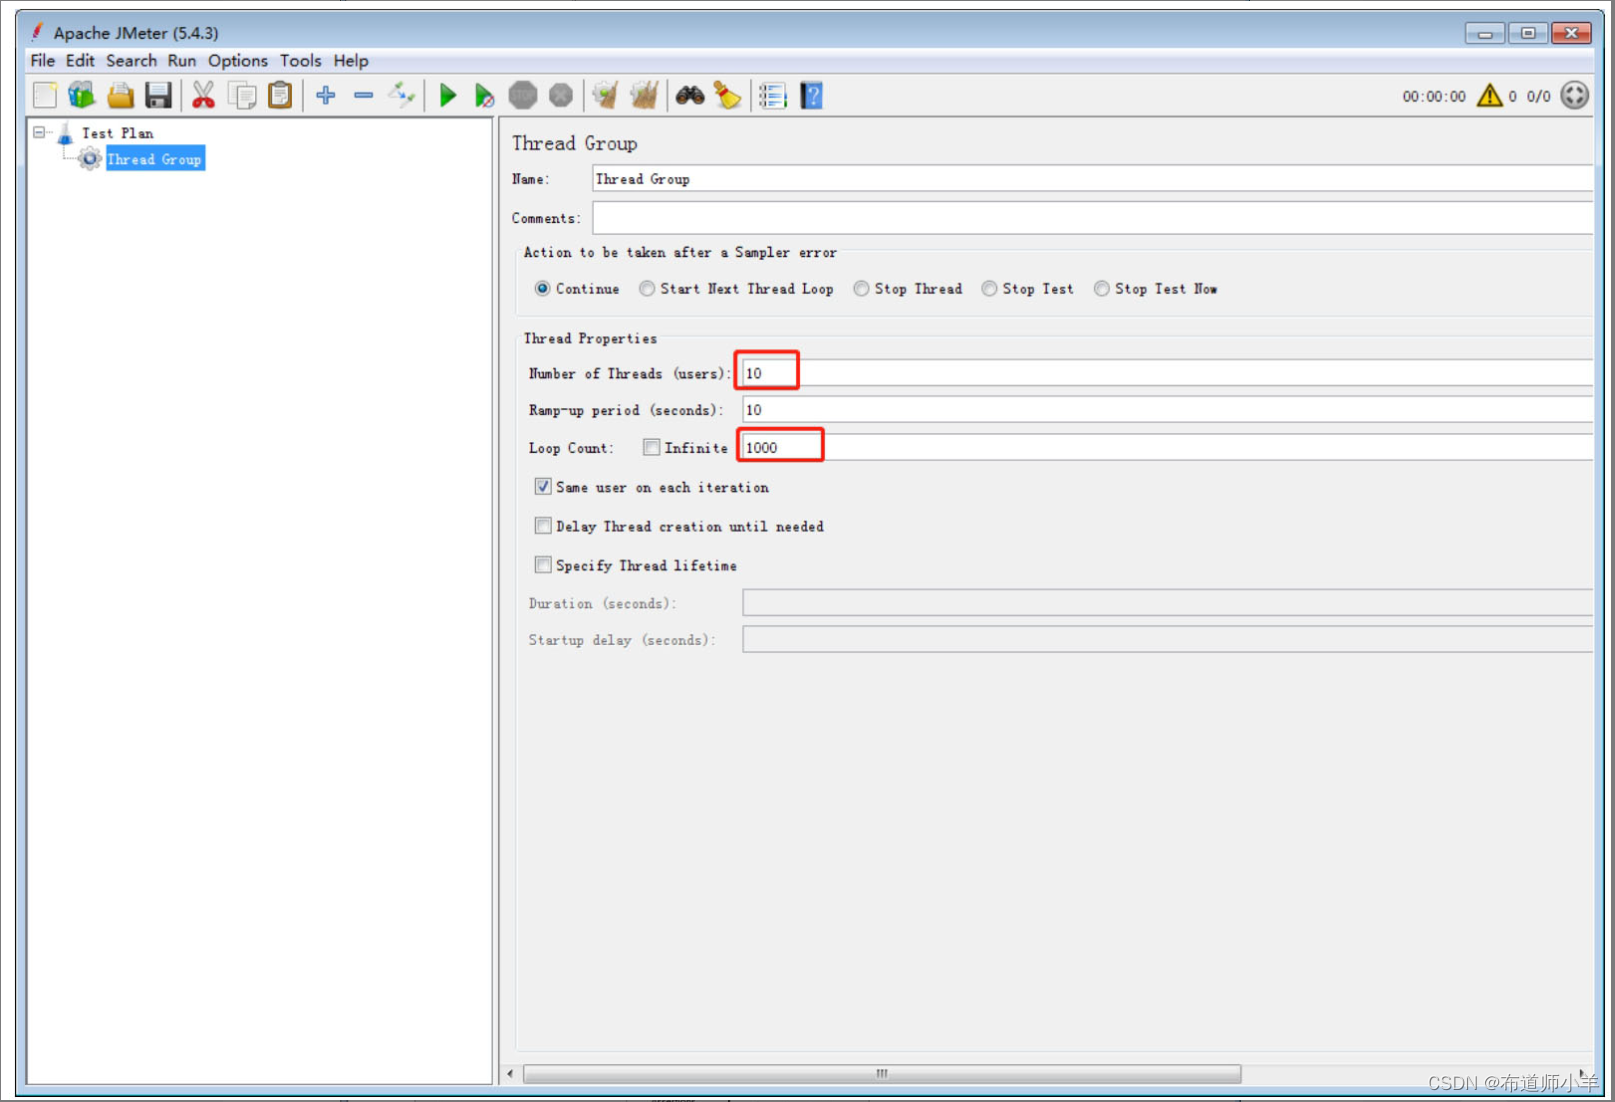 Apache JMeter (5.4.3)
File Edit Search Run Options Tools Help
STOP
?
00:00:00 0 0/0
Test Plan
Thread Group
Thread Group
Name: Thread Group
Comments:
Action to be taken after a Sampler error
Continue Start Next Thread Loop Stop Thread Stop Test Stop Test Now
Thread Properties
Number of Threads (users): 10
Ramp-up period (seconds): 10
Loop Count: Infinite 1000
Same user on each iteration
Delay Thread creation until needed
Specify Thread lifetime
Duration (seconds):
Startup delay (seconds):
CSDN @布道师小羊